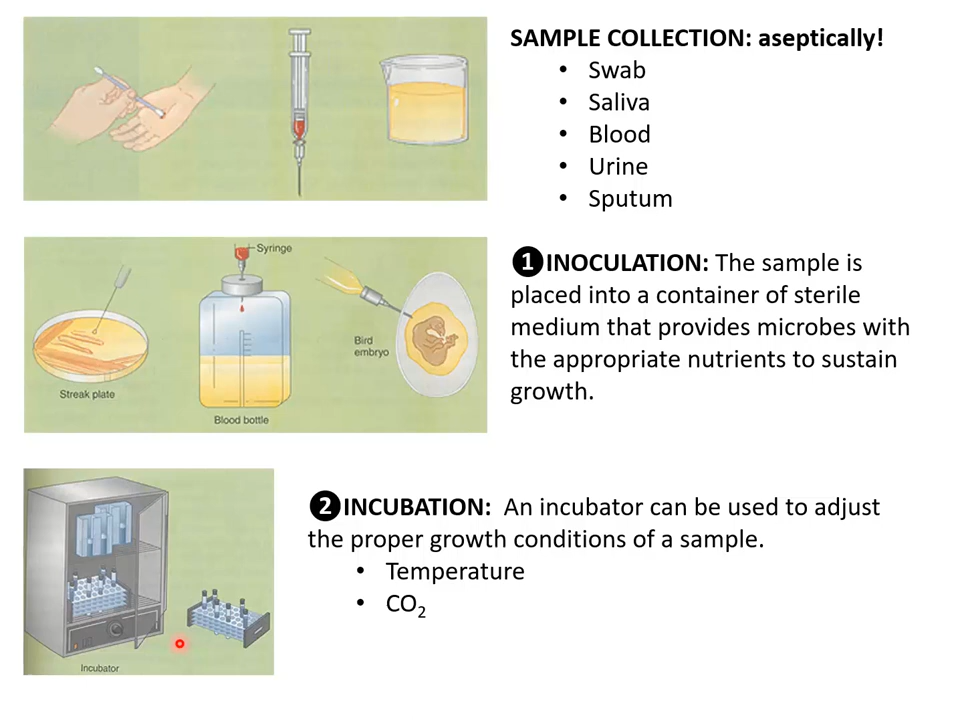 SAMPLE COLLECTION: aseptically!
• Swab
• Saliva
• Blood
• Urine
• Sputum
Syringe
Bird
embryo
Streak plate
Blood bottle
❶INOCULATION: The sample is
placed into a container of sterile
medium that provides microbes with
the appropriate nutrients to sustain
growth.
❷INCUBATION: An incubator can be used to adjust
the proper growth conditions of a sample.
• Temperature
• CO₂
Incubator